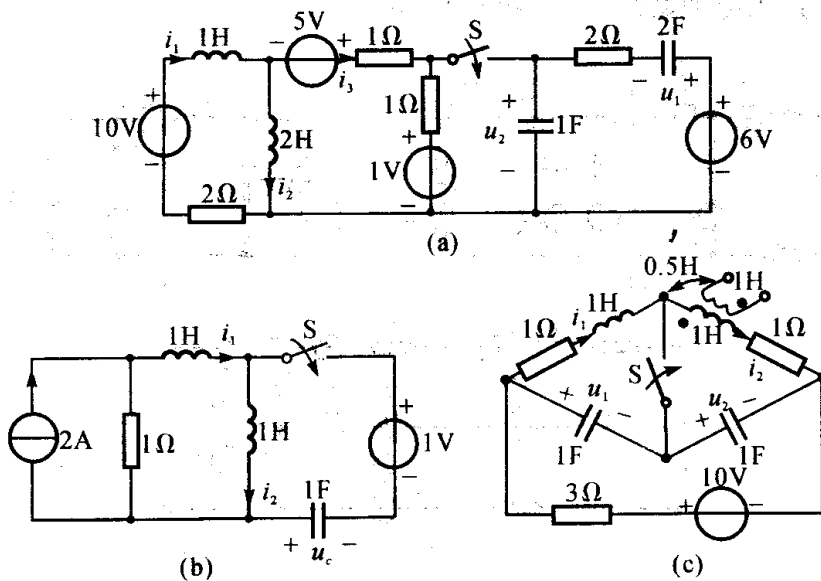 5V
i₁ 1H − + 1Ω S 2Ω 2F
i₃ − u₁ +
1Ω
+ 10V − 2H + 1V − + u₂ − 1F + 6V −
i₂
2Ω
(a)
0.5H 1H
1H 1H
1Ω i₁ 1Ω
i₂
S
+ u₁ − + u₂ −
1F 1F
3Ω + 10V −
(c)
1H i₁ S
2A 1Ω 1H + 1V −
i₂ 1F
+ u꜀ −
(b)